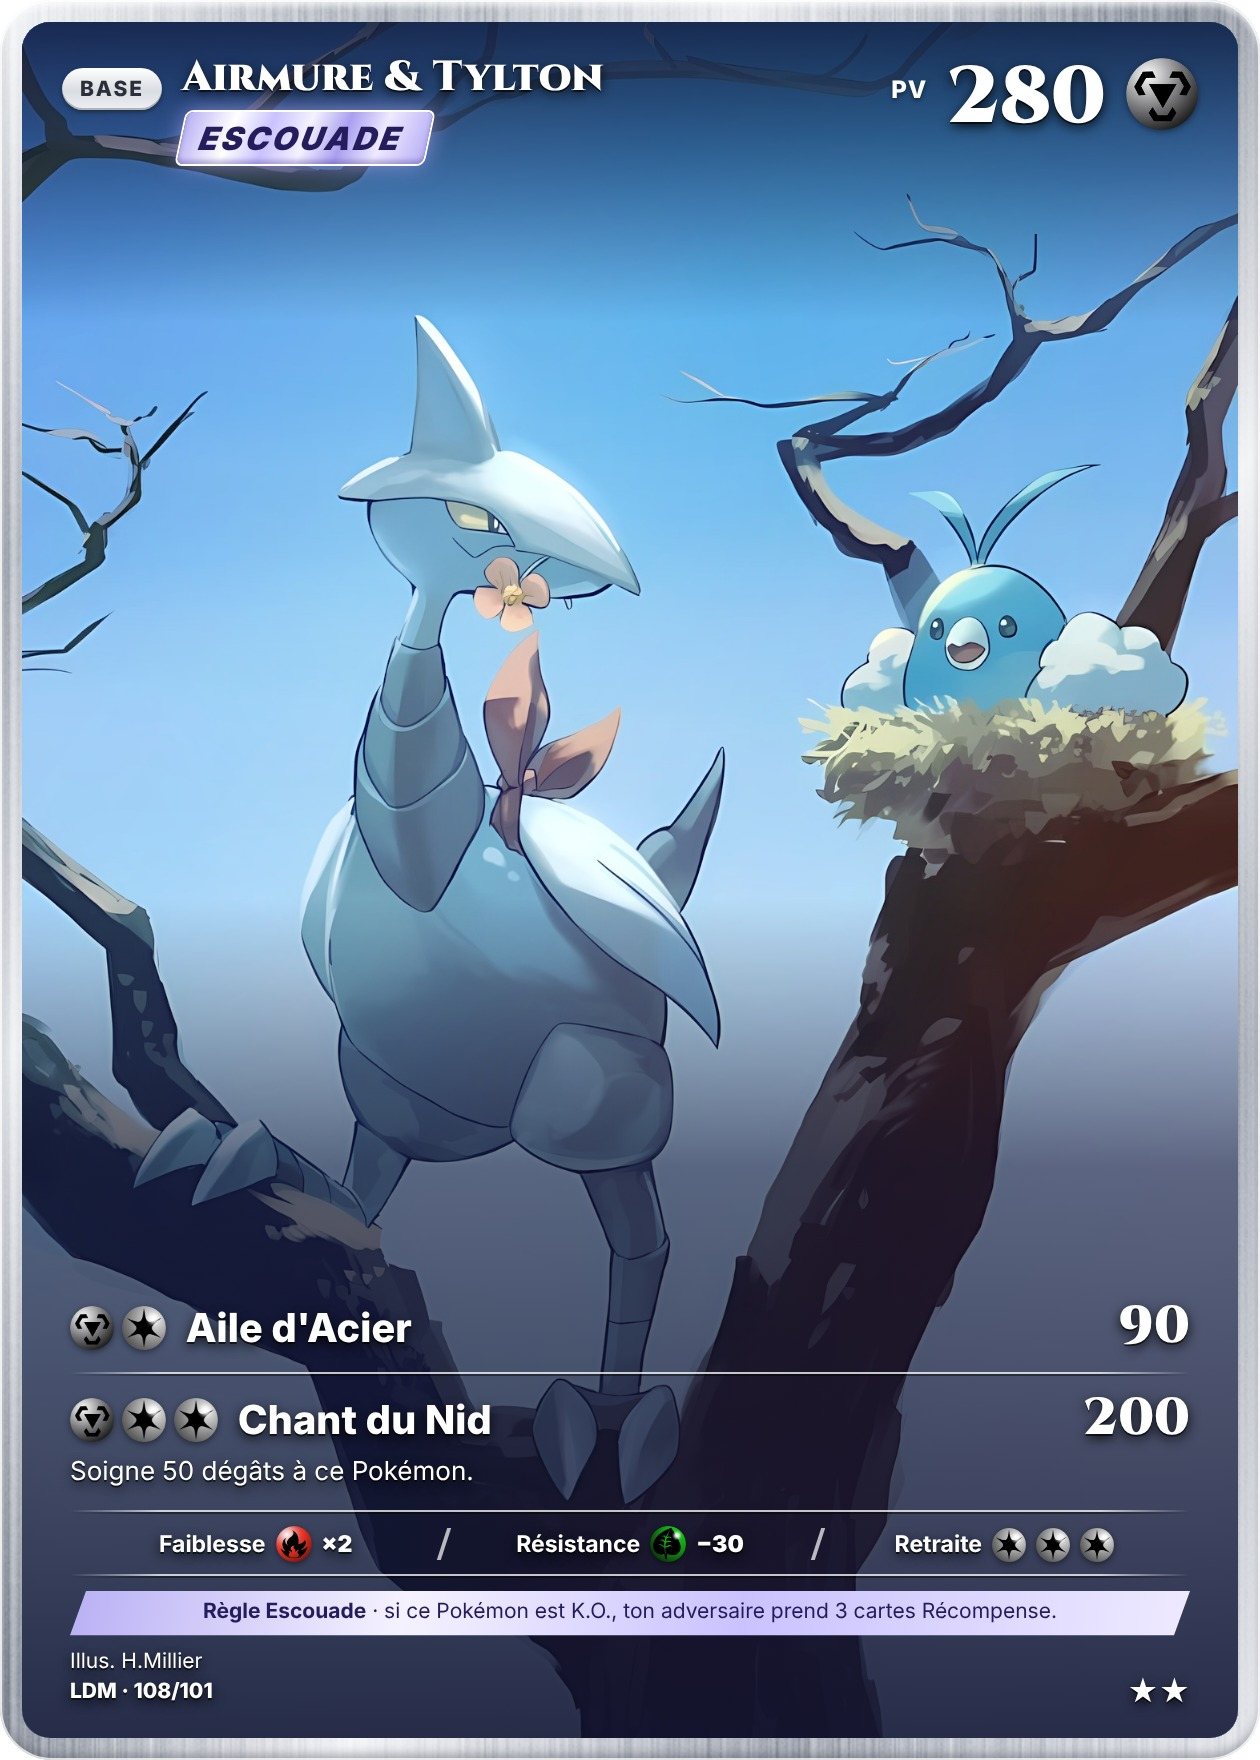 BASE
Airmure & Tylton
ESCOUADE
PV 280
Aile d'Acier 90
Chant du Nid 200
Soigne 50 dégâts à ce Pokémon.
Faiblesse ×2 / Résistance −30 / Retraite
Règle Escouade · si ce Pokémon est K.O., ton adversaire prend 3 cartes Récompense.
Illus. H.Millier
LDM · 108/101